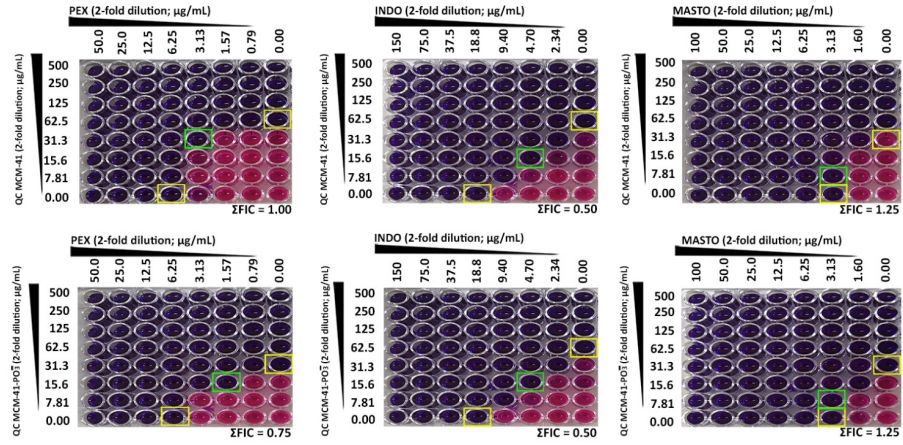 PEX (2-fold dilution; µg/mL)
50.0 25.0 12.5 6.25 3.13 1.57 0.79 0.00
QC MCM-41 (2-fold dilution; µg/mL)
500
250
125
62.5
31.3
15.6
7.81
0.00
ΣFIC = 1.00
INDO (2-fold dilution; µg/mL)
150 75.0 37.5 18.8 9.40 4.70 2.34 0.00
QC MCM-41 (2-fold dilution; µg/mL)
500
250
125
62.5
31.3
15.6
7.81
0.00
ΣFIC = 0.50
MASTO (2-fold dilution; µg/mL)
100 50.0 25.0 12.5 6.25 3.13 1.60 0.00
QC MCM-41 (2-fold dilution; µg/mL)
500
250
125
62.5
31.3
15.6
7.81
0.00
ΣFIC = 1.25
PEX (2-fold dilution; µg/mL)
50.0 25.0 12.5 6.25 3.13 1.57 0.79 0.00
QC MCM-41-PO3̄ (2-fold dilution; µg/mL)
500
250
125
62.5
31.3
15.6
7.81
0.00
ΣFIC = 0.75
INDO (2-fold dilution; µg/mL)
150 75.0 37.5 18.8 9.40 4.70 2.34 0.00
QC MCM-41-PO3̄ (2-fold dilution; µg/mL)
500
250
125
62.5
31.3
15.6
7.81
0.00
ΣFIC = 0.50
MASTO (2-fold dilution; µg/mL)
100 50.0 25.0 12.5 6.25 3.13 1.60 0.00
QC MCM-41-PO3̄ (2-fold dilution; µg/mL)
500
250
125
62.5
31.3
15.6
7.81
0.00
ΣFIC = 1.25